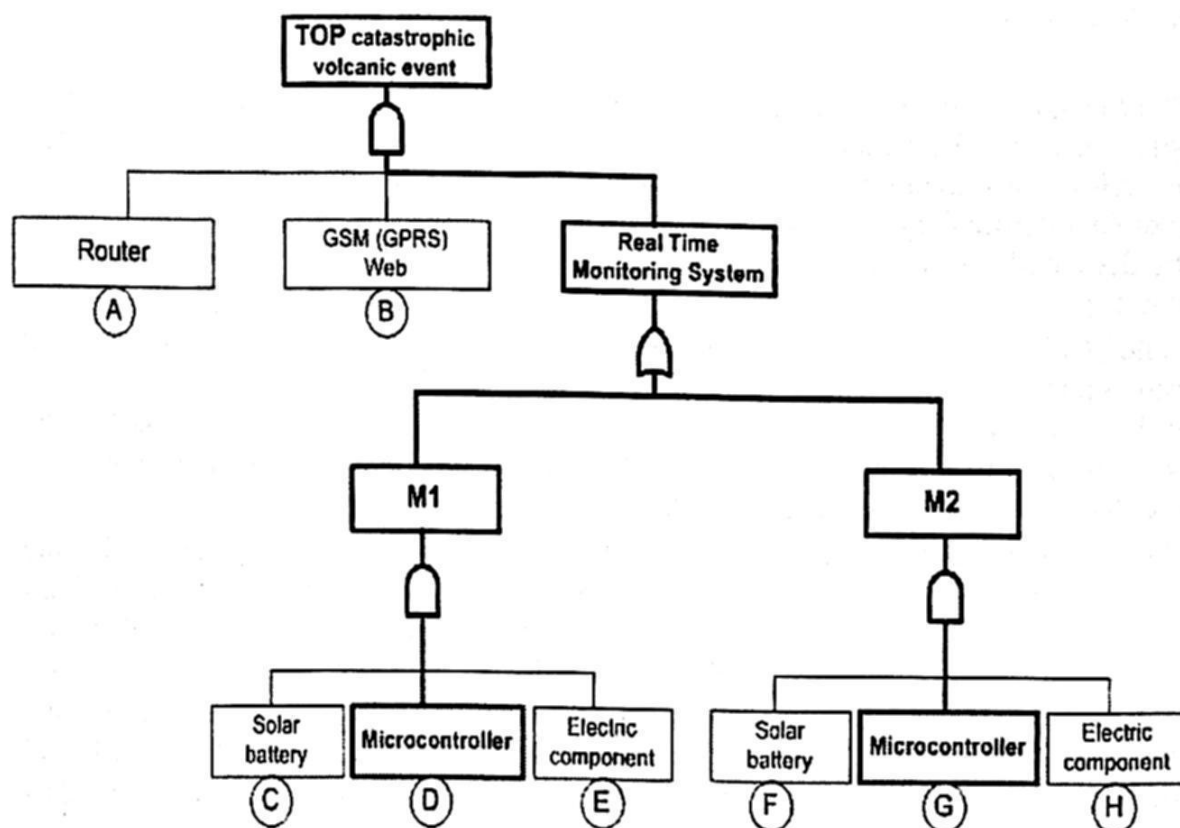 TOP catastrophic
volcanic event
Router
GSM (GPRS)
Web
Real Time
Monitoring System
A
B
M1
M2
Solar
battery
Microcontroller
Electric
component
Solar
battery
Microcontroller
Electric
component
C
D
E
F
G
H